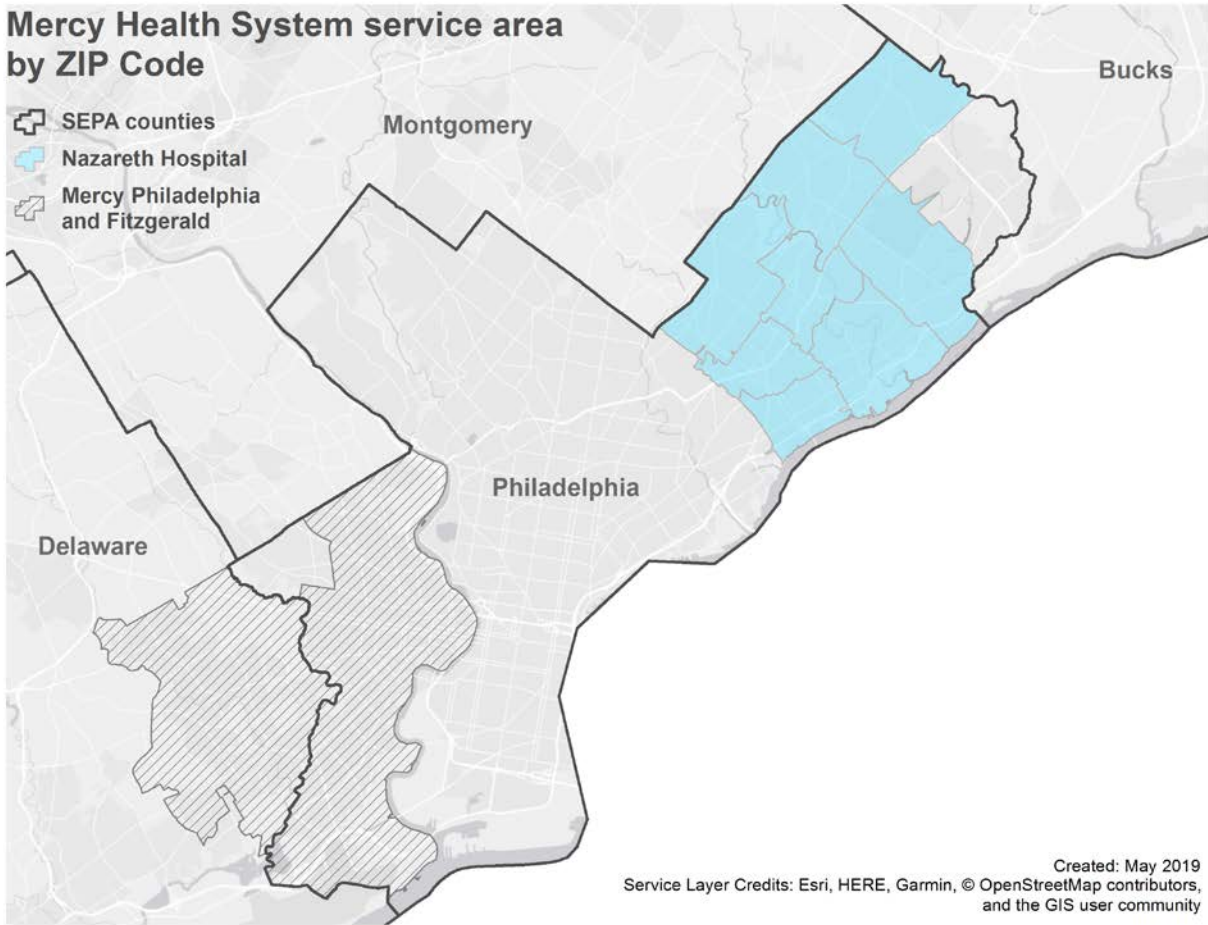 Mercy Health System service area
by ZIP Code
SEPA counties
Nazareth Hospital
Mercy Philadelphia
and Fitzgerald
Montgomery
Bucks
Philadelphia
Delaware
Created: May 2019
Service Layer Credits: Esri, HERE, Garmin, © OpenStreetMap contributors,
and the GIS user community